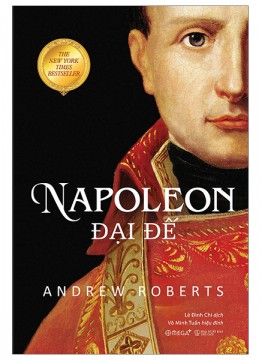 THE
NEW YORK
TIMES
BESTSELLER
NAPOLEON
ĐẠI ĐẾ
ANDREW ROBERTS
Lê Đình Chi dịch
Võ Minh Tuấn hiệu đính
OMEGA+